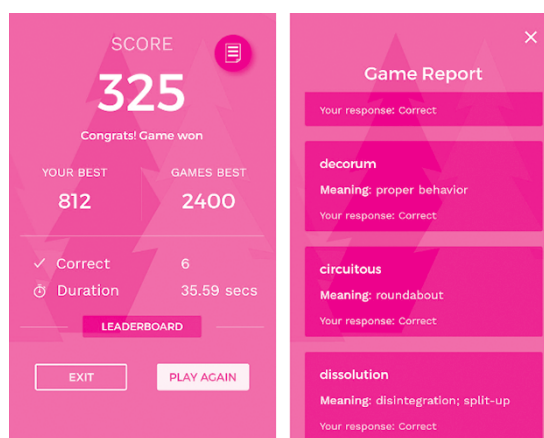 SCORE
325
Congrats! Game won
YOUR BEST
GAMES BEST
812
2400
Correct 6
Duration 35.59 secs
LEADERBOARD
EXIT
PLAY AGAIN
Game Report
Your response: Correct
decorum
Meaning: proper behavior
Your response: Correct
circuitous
Meaning: roundabout
Your response: Correct
dissolution
Meaning: disintegration; split-up
Your response: Correct